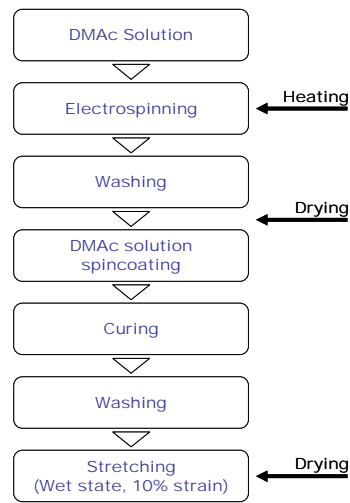 DMAc Solution
Heating
Electrospinning
Washing
Drying
DMAc solution
spincoating
Curing
Washing
Drying
Stretching
(Wet state, 10% strain)